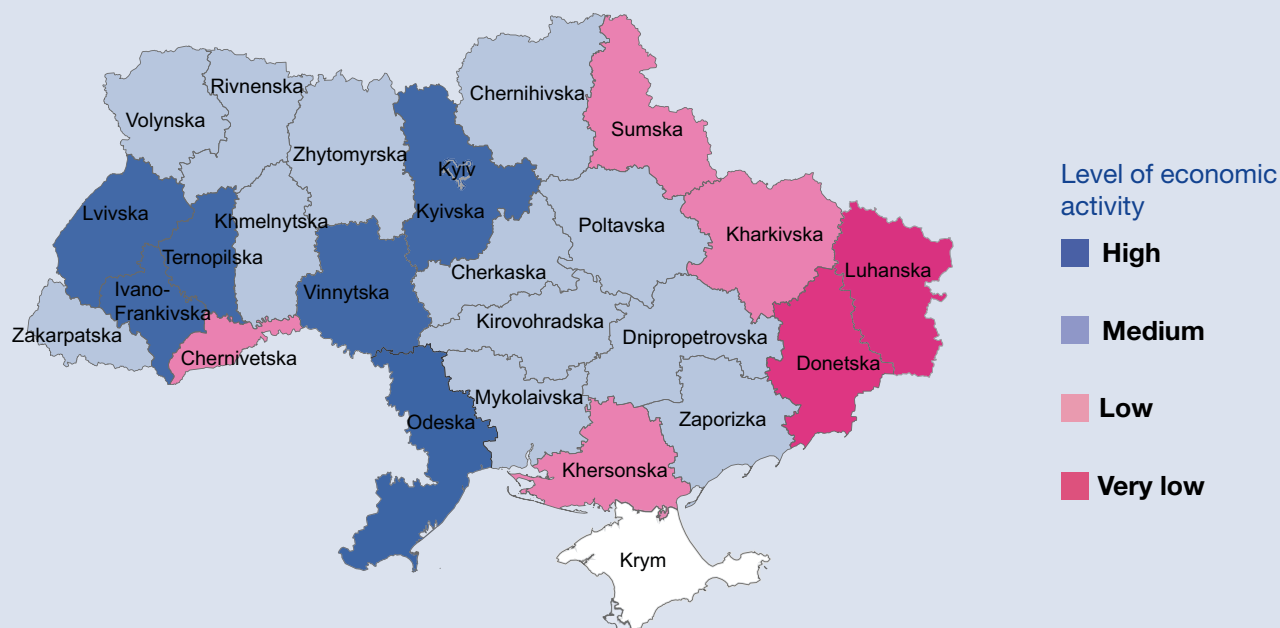 Chernihivska
Rivnenska
Volynska
Sumska
Zhytomyrska
Kyiv
Level of economic
activity
Lvivska
Kyivska
Khmelnytska
Poltavska
Kharkivska
High
Ternopilska
Cherkaska
Luhanska
Ivano-
Frankivska
Vinnytska
Kirovohradska
Zakarpatska
Dnipropetrovska
Medium
Chernivetska
Donetska
Mykolaivska
Odeska
Zaporizka
Low
Khersonska
Very low
Krym